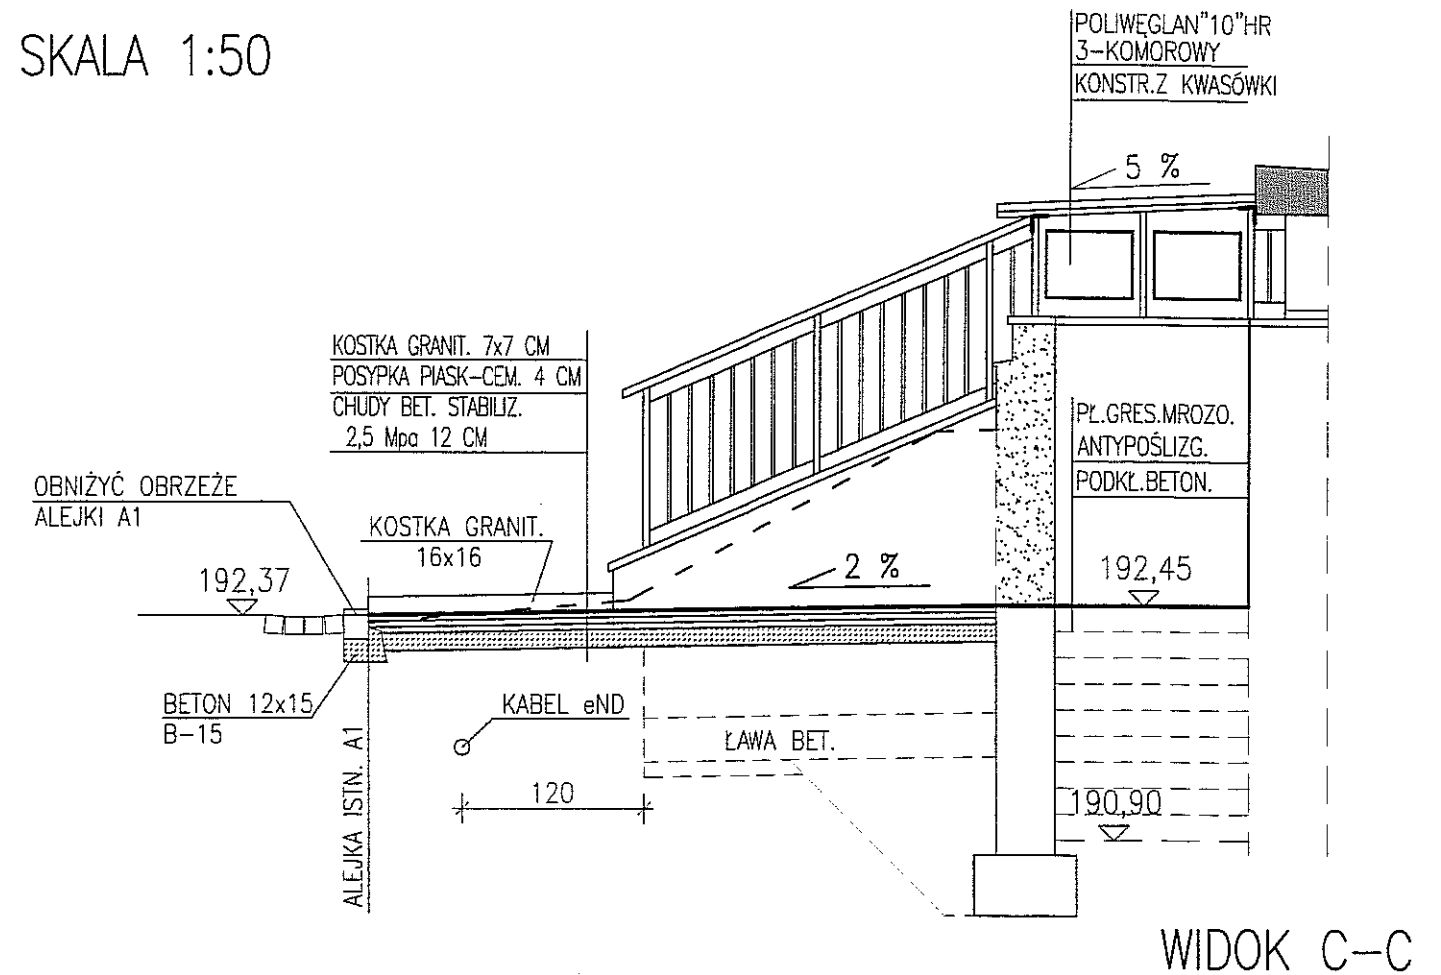 SKALA 1:50
POLIWĘGLAN"10"HR
3-KOMOROWY
KONSTR.Z KWASÓWKI
5 %
KOSTKA GRANIT. 7x7 CM
POSYPKA PIASK-CEM. 4 CM
CHUDY BET. STABILIZ.
2,5 Mpa 12 CM
PŁ.GRES.MROZO.
ANTYPOŚLIZG.
PODKŁ.BETON.
OBNIŻYĆ OBRZEŻE
ALEJKI A1
KOSTKA GRANIT.
16x16
192,37
2 %
192,45
BETON 12x15
B-15
KABEL eND
ŁAWA BET.
ALEJKA ISTN. A1
120
190,90
WIDOK C-C